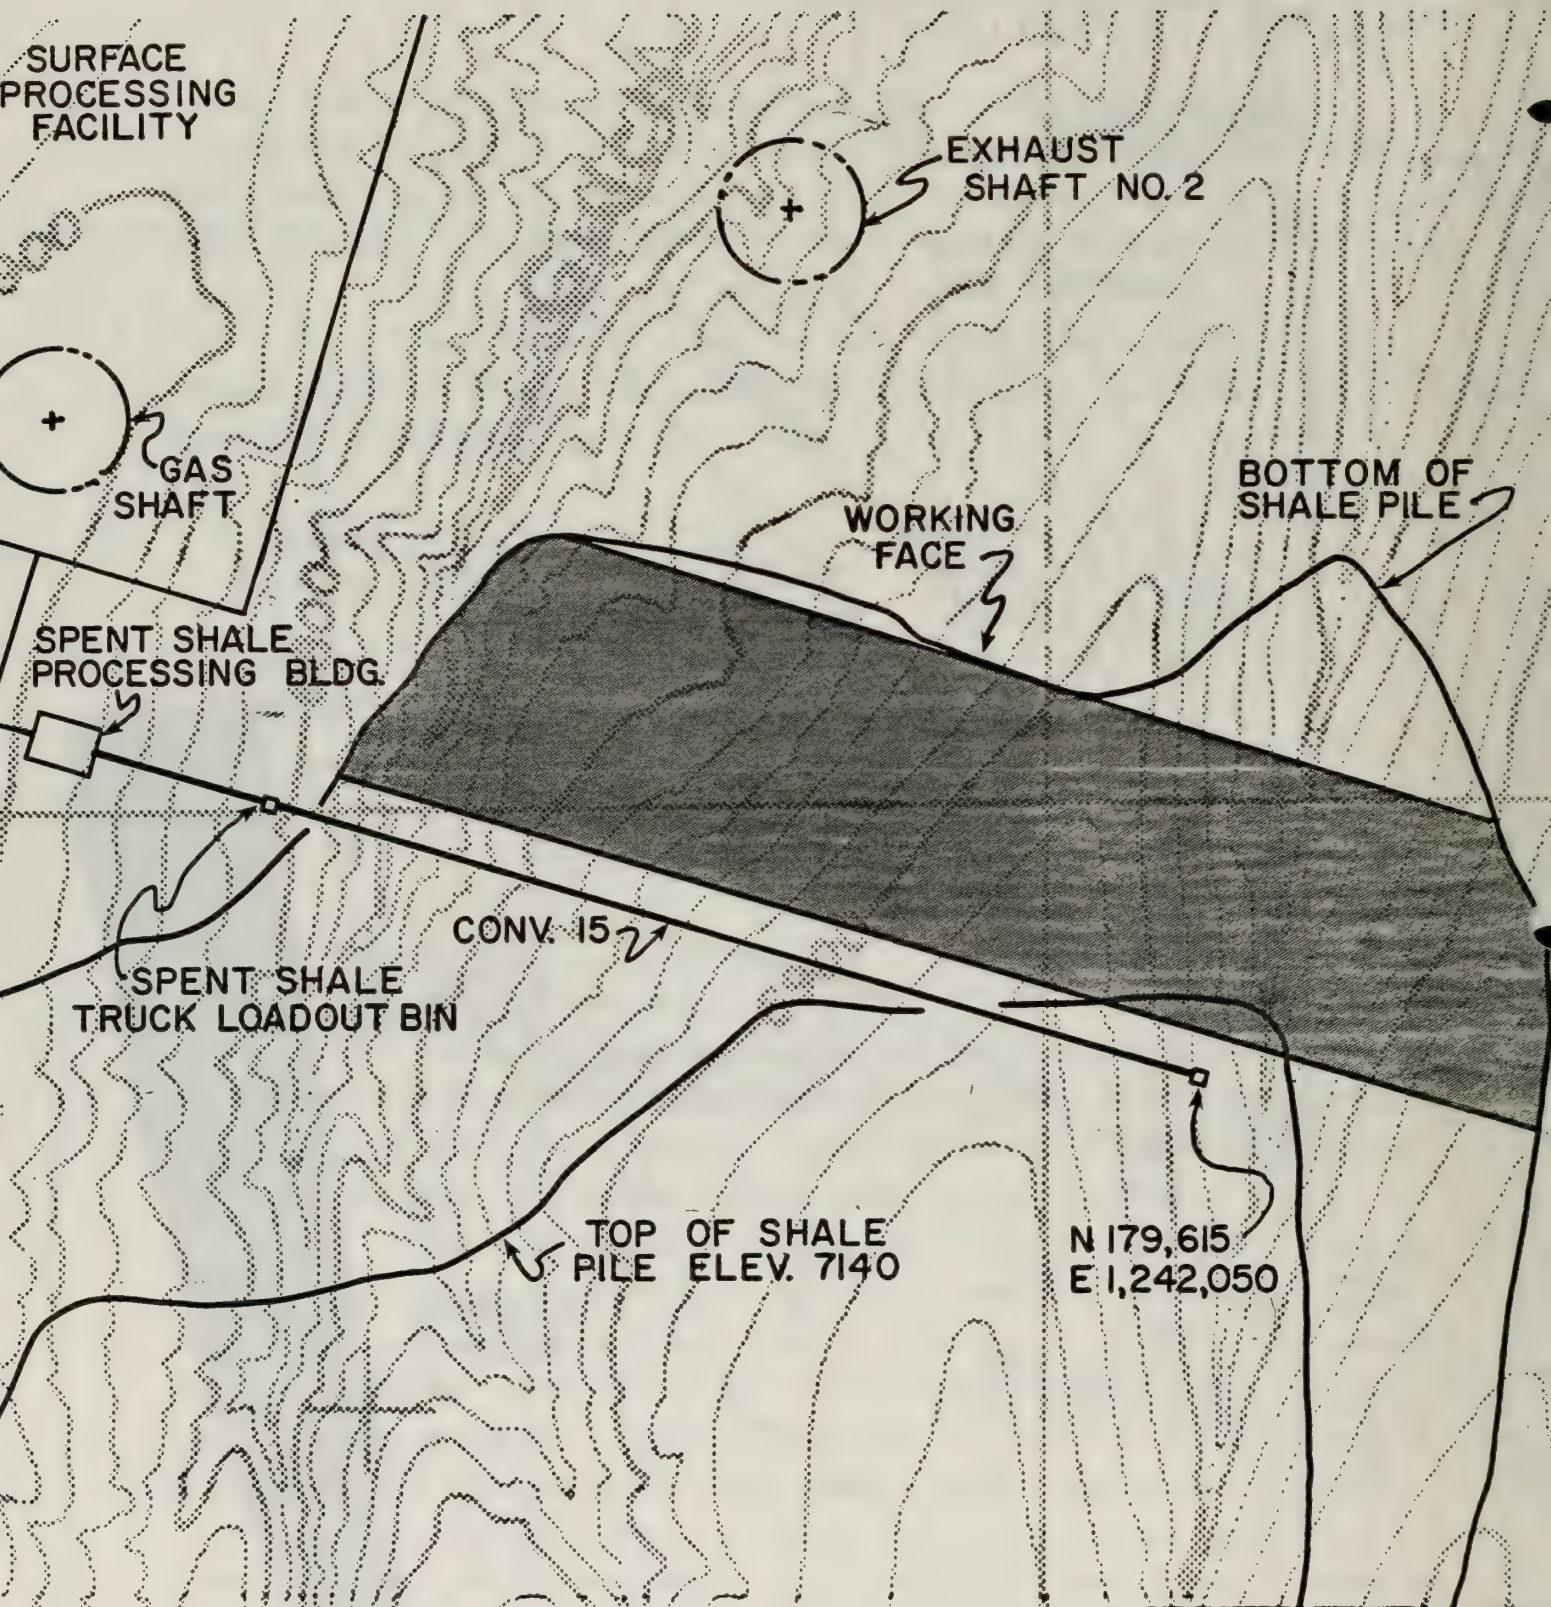 SURFACE
PROCESSING
FACILITY
EXHAUST
SHAFT NO. 2
GAS
SHAFT
WORKING
FACE
BOTTOM OF
SHALE PILE
SPENT SHALE
PROCESSING BLDG.
CONV. 15
SPENT SHALE
TRUCK LOADOUT BIN
TOP OF SHALE
PILE ELEV. 7140
N 179,615
E 1,242,050